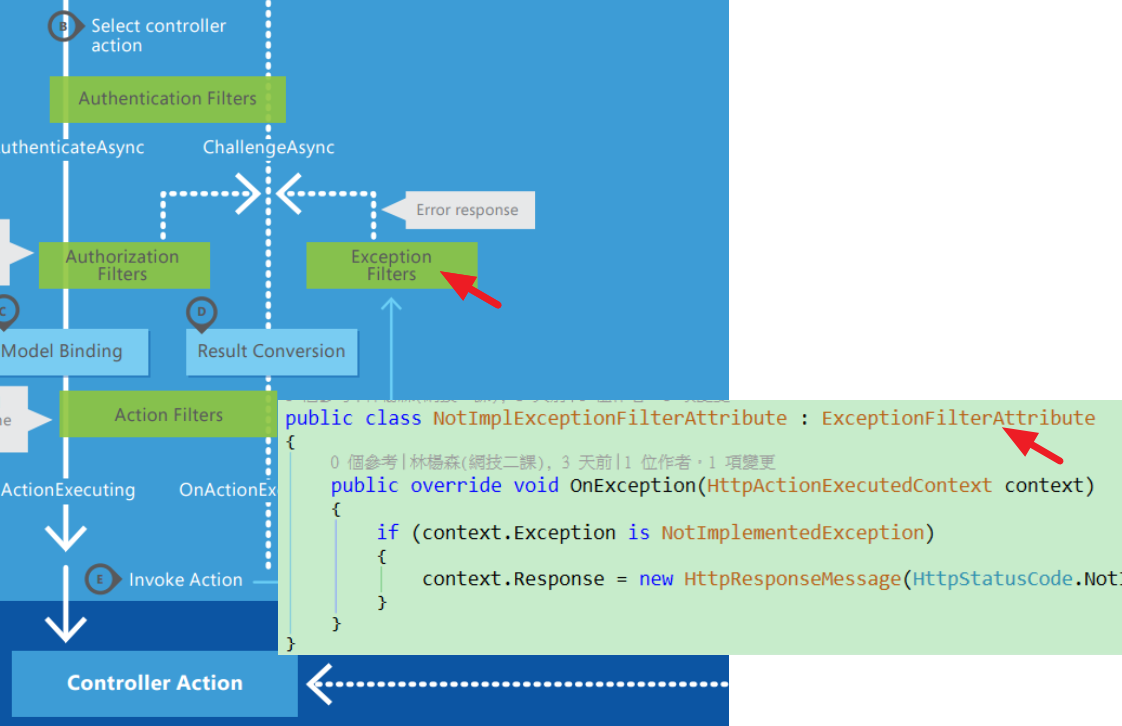 B
Select controller
action
Authentication Filters
uthenticateAsync
ChallengeAsync
Error response
Authorization
Filters
Exception
Filters
C
D
Model Binding
Result Conversion
Action Filters
ActionExecuting
OnActionEx
E
Invoke Action
Controller Action
public class NotImplExceptionFilterAttribute : ExceptionFilterAttribute
{
0 個參考|林楊森(網技二課), 3 天前|1 位作者，1 項變更
public override void OnException(HttpActionExecutedContext context)
{
if (context.Exception is NotImplementedException)
{
context.Response = new HttpResponseMessage(HttpStatusCode.NotI
}
}
}